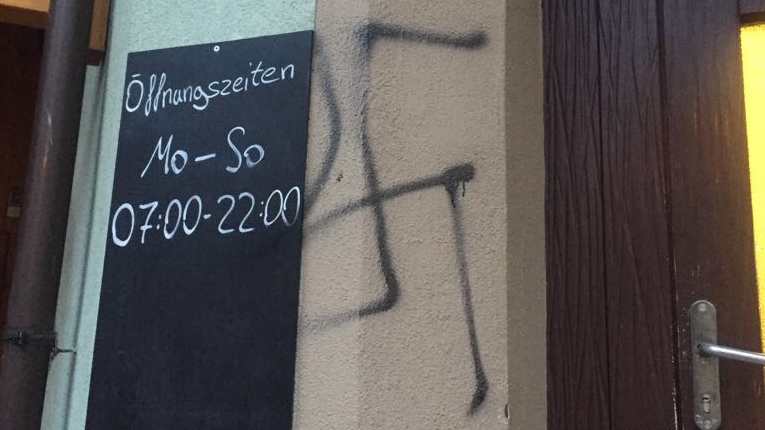 Öffnungszeiten
Mo - So
07:00-22:00